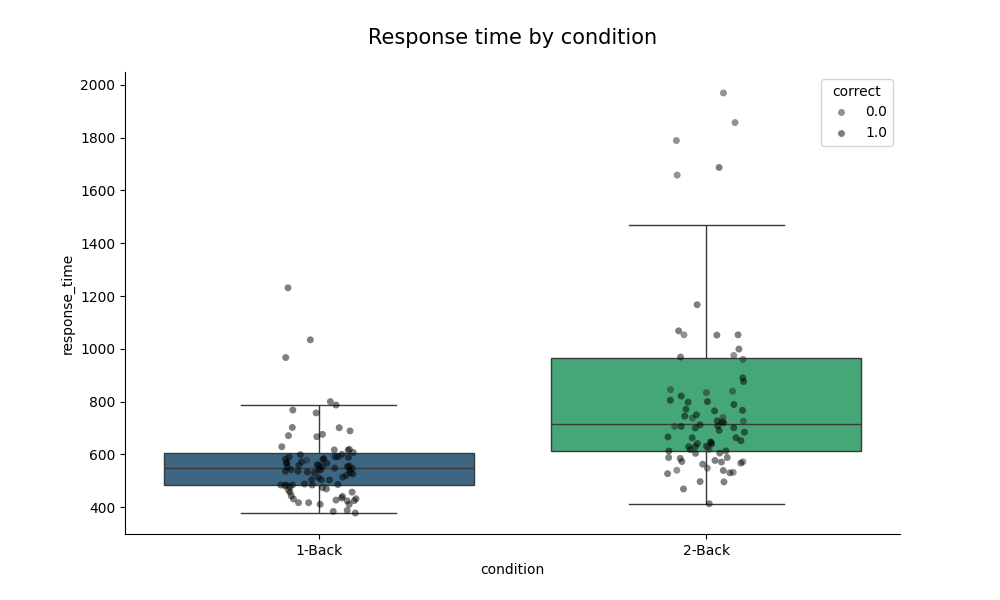 Response time by condition
correct
0.0
1.0
2000
1800
1600
1400
1200
1000
800
600
400
response_time
1-Back
2-Back
condition